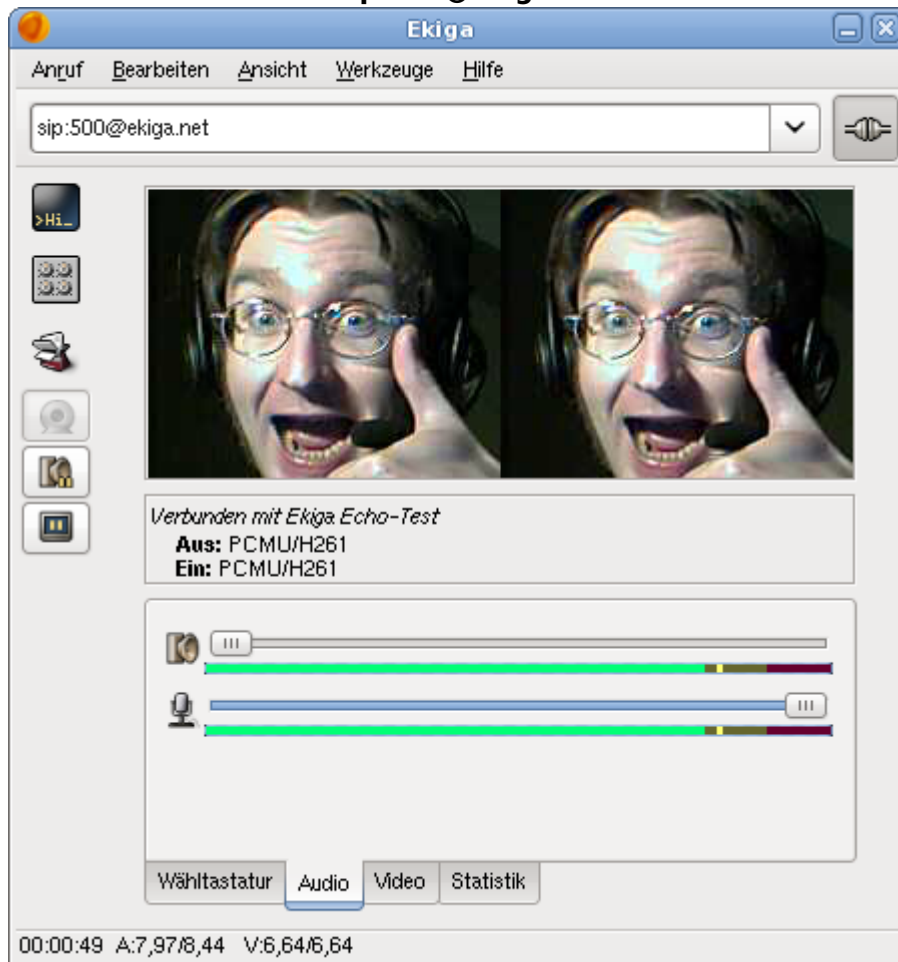 Ekiga
Anruf Bearbeiten Ansicht Werkzeuge Hilfe
sip:500@ekiga.net
>Hi_
Verbunden mit Ekiga Echo-Test
Aus: PCMU/H261
Ein: PCMU/H261
Wähltastatur Audio Video Statistik
00:00:49 A:7,97/8,44 V:6,64/6,64